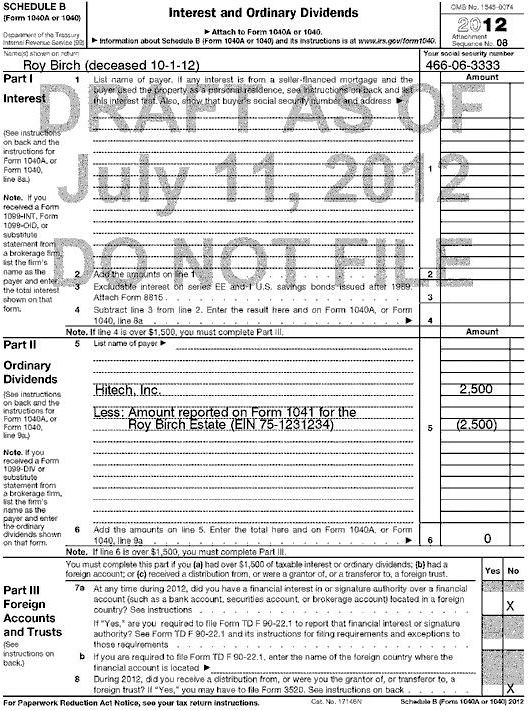 SCHEDULE B
(Form 1040A or 1040)
Department of the Treasury
Internal Revenue Service (99)
Interest and Ordinary Dividends
▶ Attach to Form 1040A or 1040.
▶ Information about Schedule B (Form 1040A or 1040) and its instructions is at www.irs.gov/form1040.
OMB No. 1545-0074
2012
Attachment
Sequence No. 08
Name(s) shown on return
Roy Birch (deceased 10-1-12)
Your social security number
466-06-3333
DRAFT AS OF
July 11, 2012
DO NOT FILE
Part I
Interest
(See instructions
on back and the
instructions for
Form 1040A, or
Form 1040,
line 8a.)
Note. If you
received a Form
1099-INT, Form
1099-OID, or
substitute
statement from
a brokerage firm,
list the firm's
name as the
payer and enter
the total interest
shown on that
form.
1 List name of payer. If any interest is from a seller-financed mortgage and the
buyer used the property as a personal residence, see instructions on back and list
this interest first. Also, show that buyer's social security number and address ▶
Amount
1
2 Add the amounts on line 1 2
3 Excludable interest on series EE and I U.S. savings bonds issued after 1989.
Attach Form 8815 3
4 Subtract line 3 from line 2. Enter the result here and on Form 1040A, or Form
1040, line 8a ▶ 4
Note. If line 4 is over $1,500, you must complete Part III.
Amount
Part II
Ordinary
Dividends
(See instructions
on back and the
instructions for
Form 1040A, or
Form 1040,
line 9a.)
Note. If you
received a Form
1099-DIV or
substitute
statement from
a brokerage firm,
list the firm's
name as the
payer and enter
the ordinary
dividends shown
on that form.
5 List name of payer ▶
Hitech, Inc. 2,500
Less: Amount reported on Form 1041 for the
Roy Birch Estate (EIN 75-1231234) 5 (2,500)
6 Add the amounts on line 5. Enter the total here and on Form 1040A, or Form
1040, line 9a ▶ 6 0
Note. If line 6 is over $1,500, you must complete Part III.
You must complete this part if you (a) had over $1,500 of taxable interest or ordinary dividends; (b) had a
foreign account; or (c) received a distribution from, or were a grantor of, or a transferor to, a foreign trust.
Yes No
Part III
Foreign
Accounts
and Trusts
(See
instructions on
back.)
7a At any time during 2012, did you have a financial interest in or signature authority over a financial
account (such as a bank account, securities account, or brokerage account) located in a foreign
country? See instructions X
If "Yes," are you required to file Form TD F 90-22.1 to report that financial interest or signature
authority? See Form TD F 90-22.1 and its instructions for filing requirements and exceptions to
those requirements
b If you are required to file Form TD F 90-22.1, enter the name of the foreign country where the
financial account is located ▶
8 During 2012, did you receive a distribution from, or were you the grantor of, or transferor to, a
foreign trust? If "Yes," you may have to file Form 3520. See instructions on back X
For Paperwork Reduction Act Notice, see your tax return instructions.
Cat. No. 17146N
Schedule B (Form 1040A or 1040) 2012